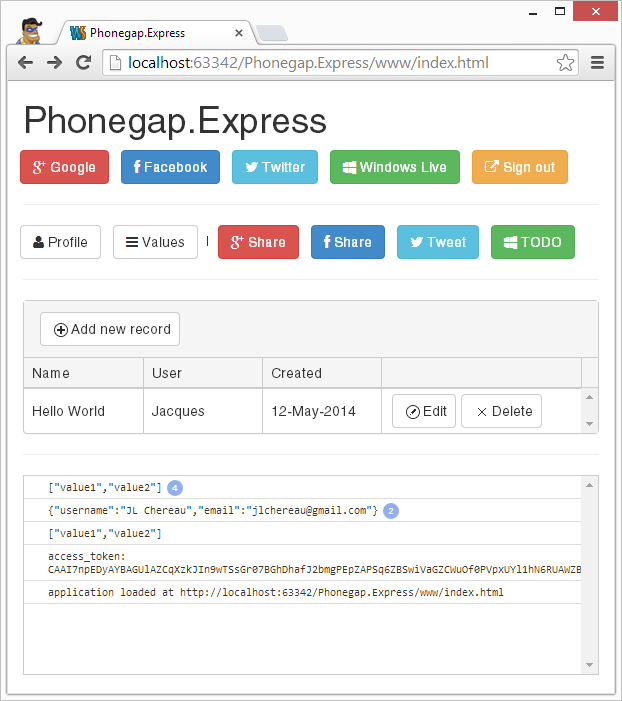 Phonegap.Express
localhost:63342/Phonegap.Express/www/index.html
Phonegap.Express
Google Facebook Twitter Windows Live Sign out
Profile Values | Share Share Tweet TODO
Add new record
Name User Created
Hello World Jacques 12-May-2014 Edit Delete
["value1","value2"] 4
{"username":"JL Chereau","email":"jlchereau@gmail.com"} 2
["value1","value2"]
access_token:
CAAI7npEDyAYBAGUlAZCqXzkJIn9wTSsGr07BGhDhafJ2bmgPEpZAPSq6ZBSwiVaGZCWuOf0PVpxUYl1hN6RUAWZB
application loaded at http://localhost:63342/Phonegap.Express/www/index.html